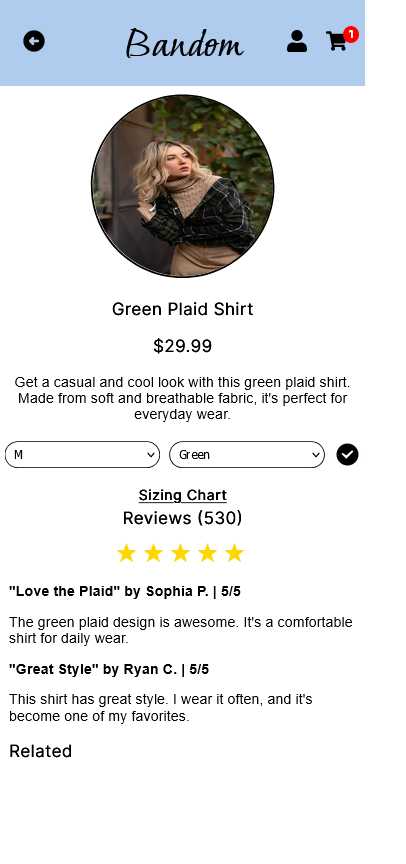 Bandom
1
Green Plaid Shirt
$29.99
Get a casual and cool look with this green plaid shirt.
Made from soft and breathable fabric, it's perfect for
everyday wear.
M
Green
Sizing Chart
Reviews (530)
"Love the Plaid" by Sophia P. | 5/5
The green plaid design is awesome. It's a comfortable
shirt for daily wear.
"Great Style" by Ryan C. | 5/5
This shirt has great style. I wear it often, and it's
become one of my favorites.
Related